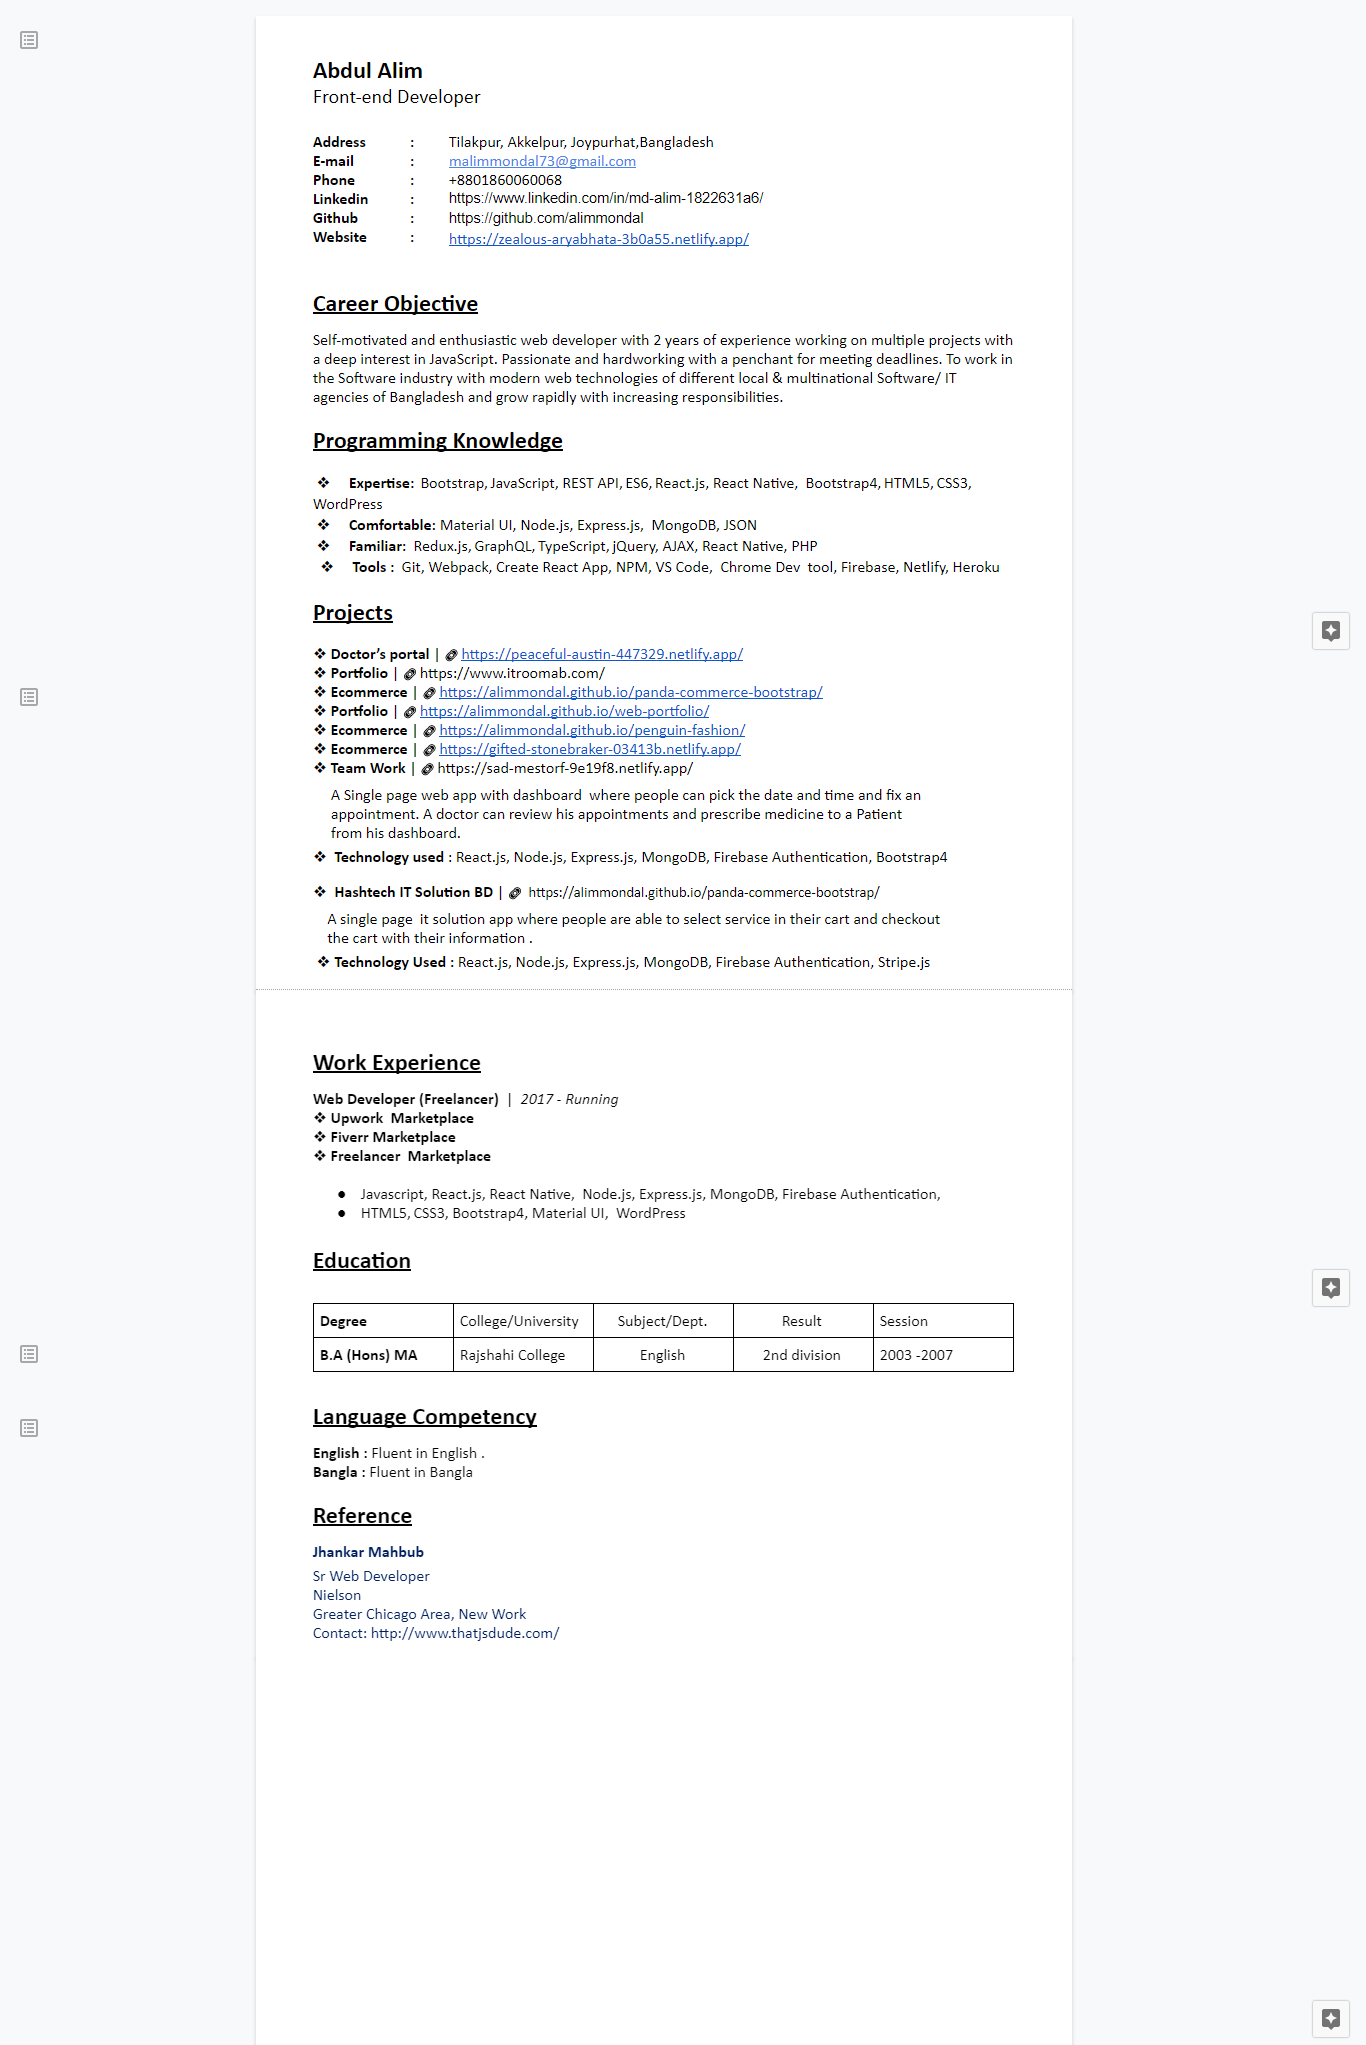 Abdul Alim
Front-end Developer
Address : Tilakpur, Akkelpur, Joypurhat,Bangladesh
E-mail : malimmondal73@gmail.com
Phone : +8801860060068
Linkedin : https://www.linkedin.com/in/md-alim-1822631a6/
Github : https://github.com/alimmondal
Website : https://zealous-aryabhata-3b0a55.netlify.app/
Career Objective
Self-motivated and enthusiastic web developer with 2 years of experience working on multiple projects with
a deep interest in JavaScript. Passionate and hardworking with a penchant for meeting deadlines. To work in
the Software industry with modern web technologies of different local & multinational Software/ IT
agencies of Bangladesh and grow rapidly with increasing responsibilities.
Programming Knowledge
❖ Expertise: Bootstrap, JavaScript, REST API, ES6, React.js, React Native, Bootstrap4, HTML5, CSS3,
WordPress
❖ Comfortable: Material UI, Node.js, Express.js, MongoDB, JSON
❖ Familiar: Redux.js, GraphQL, TypeScript, jQuery, AJAX, React Native, PHP
❖ Tools : Git, Webpack, Create React App, NPM, VS Code, Chrome Dev tool, Firebase, Netlify, Heroku
Projects
❖ Doctor’s portal | https://peaceful-austin-447329.netlify.app/
❖ Portfolio | https://www.itroomab.com/
❖ Ecommerce | https://alimmondal.github.io/panda-commerce-bootstrap/
❖ Portfolio | https://alimmondal.github.io/web-portfolio/
❖ Ecommerce | https://alimmondal.github.io/penguin-fashion/
❖ Ecommerce | https://gifted-stonebraker-03413b.netlify.app/
❖ Team Work | https://sad-mestorf-9e19f8.netlify.app/
A Single page web app with dashboard where people can pick the date and time and fix an
appointment. A doctor can review his appointments and prescribe medicine to a Patient
from his dashboard.
❖ Technology used : React.js, Node.js, Express.js, MongoDB, Firebase Authentication, Bootstrap4
❖ Hashtech IT Solution BD | https://alimmondal.github.io/panda-commerce-bootstrap/
A single page it solution app where people are able to select service in their cart and checkout
the cart with their information .
❖ Technology Used : React.js, Node.js, Express.js, MongoDB, Firebase Authentication, Stripe.js
Work Experience
Web Developer (Freelancer) | 2017 - Running
❖ Upwork Marketplace
❖ Fiverr Marketplace
❖ Freelancer Marketplace
● Javascript, React.js, React Native, Node.js, Express.js, MongoDB, Firebase Authentication,
● HTML5, CSS3, Bootstrap4, Material UI, WordPress
Education
Degree College/University Subject/Dept. Result Session
B.A (Hons) MA Rajshahi College English 2nd division 2003 -2007
Language Competency
English : Fluent in English .
Bangla : Fluent in Bangla
Reference
Jhankar Mahbub
Sr Web Developer
Nielson
Greater Chicago Area, New Work
Contact: http://www.thatjsdude.com/